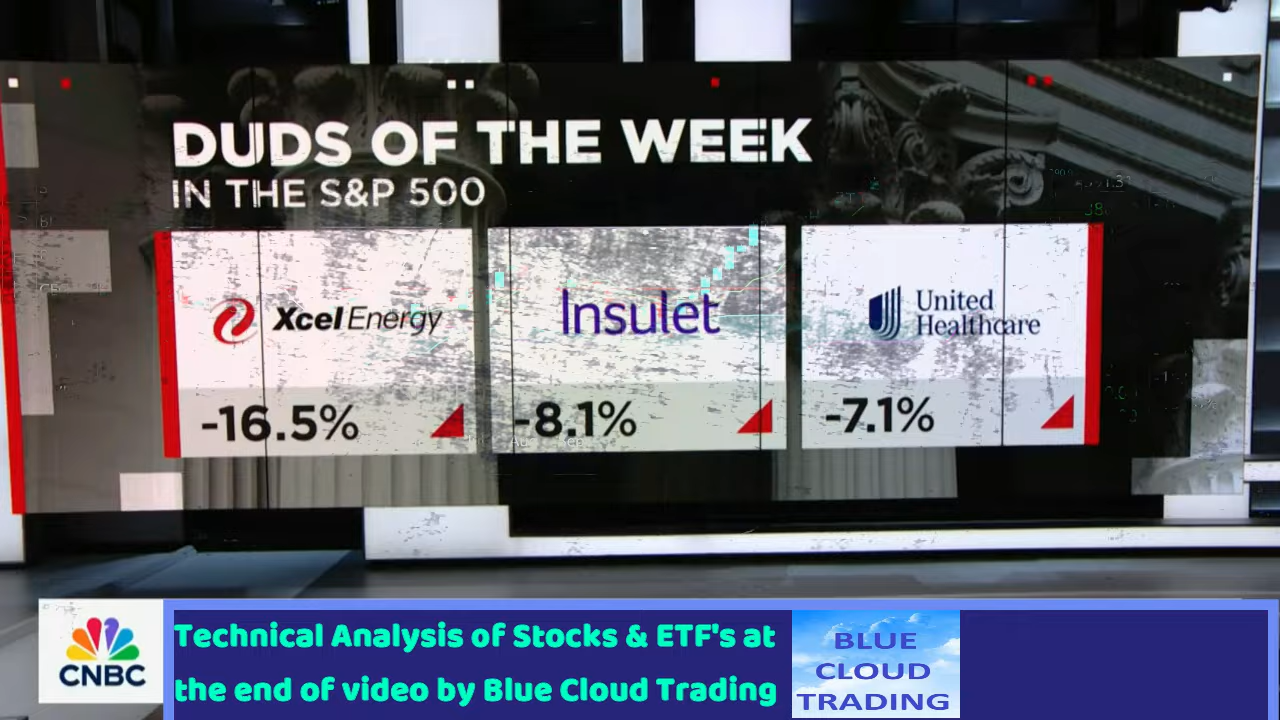 DUDS OF THE WEEK
IN THE S&P 500
Xcel Energy
Insulet
United
Healthcare
-16.5%
-8.1%
-7.1%
CNBC
Technical Analysis of Stocks & ETF's at
the end of video by Blue Cloud Trading
BLUE
CLOUD
TRADING